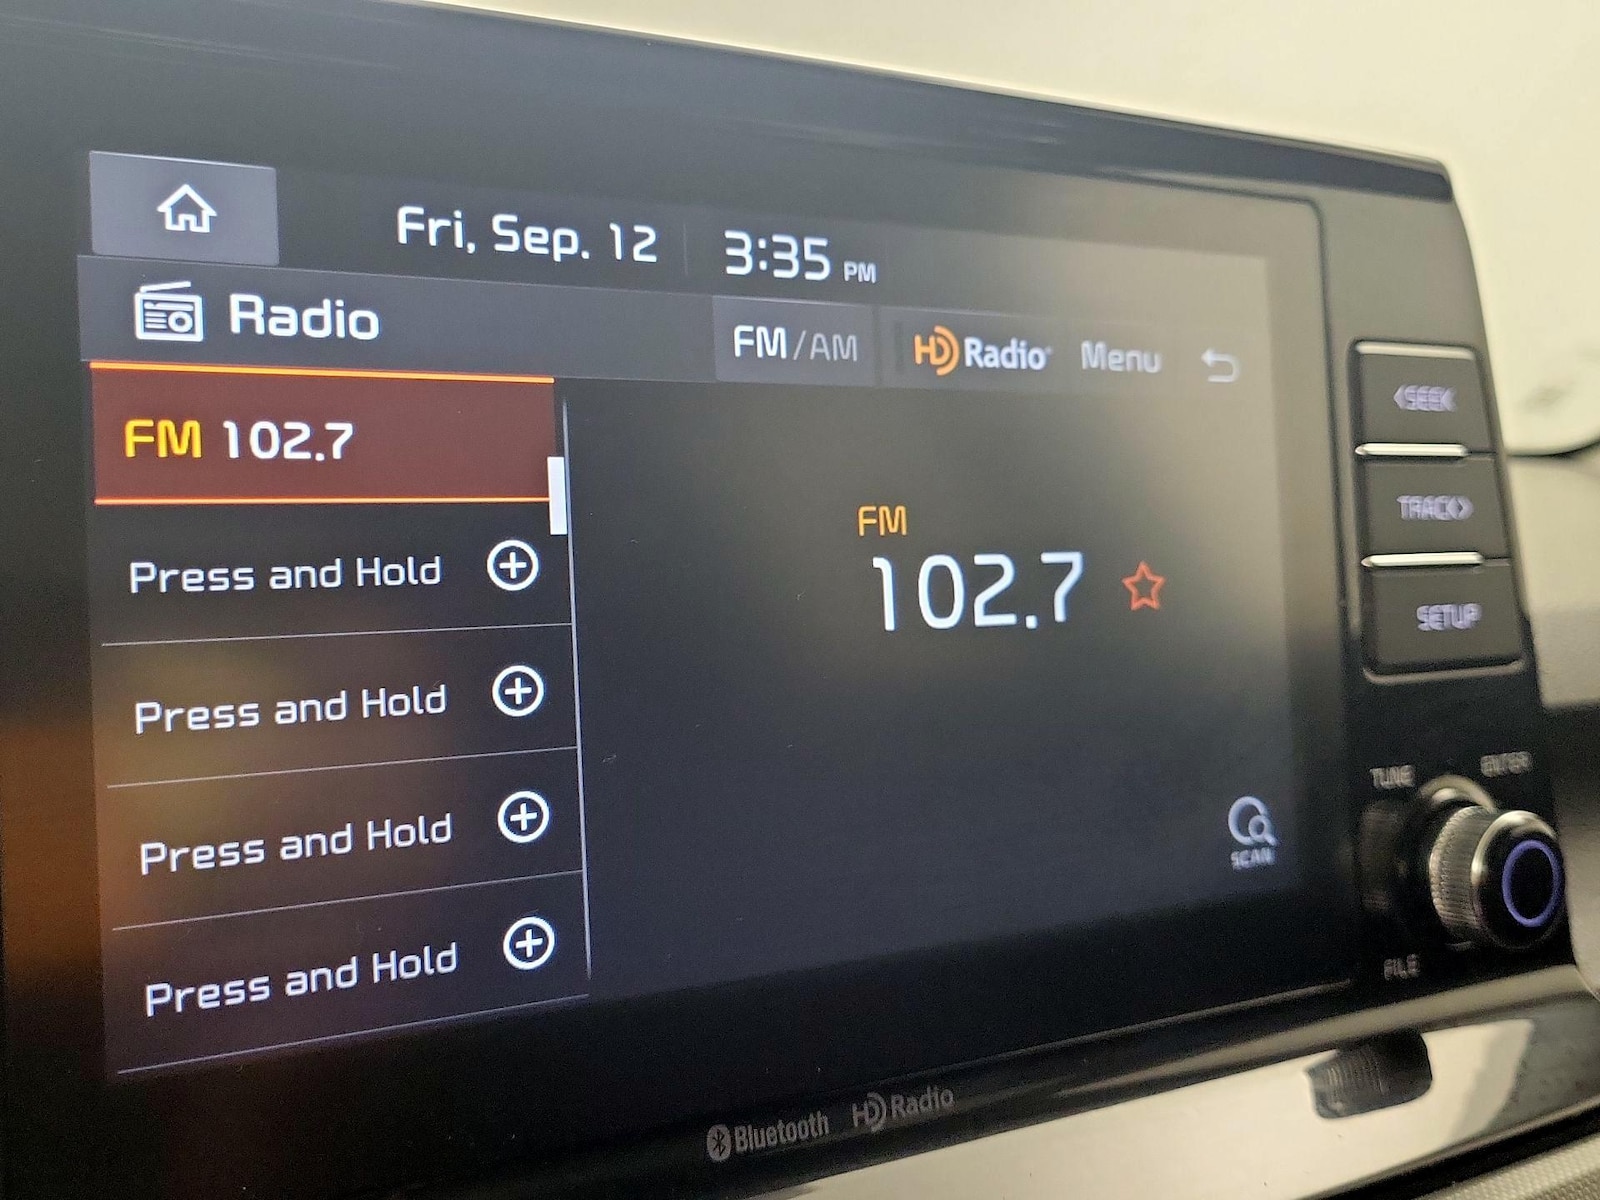 Fri, Sep. 12 3:35 PM
Radio FM/AM HD Radio Menu
FM 102.7
Press and Hold
Press and Hold
Press and Hold
Press and Hold
FM
102.7
SCAN
<SEEK
TRACK>
SETUP
TUNE ENTER
FILE
Bluetooth HD Radio